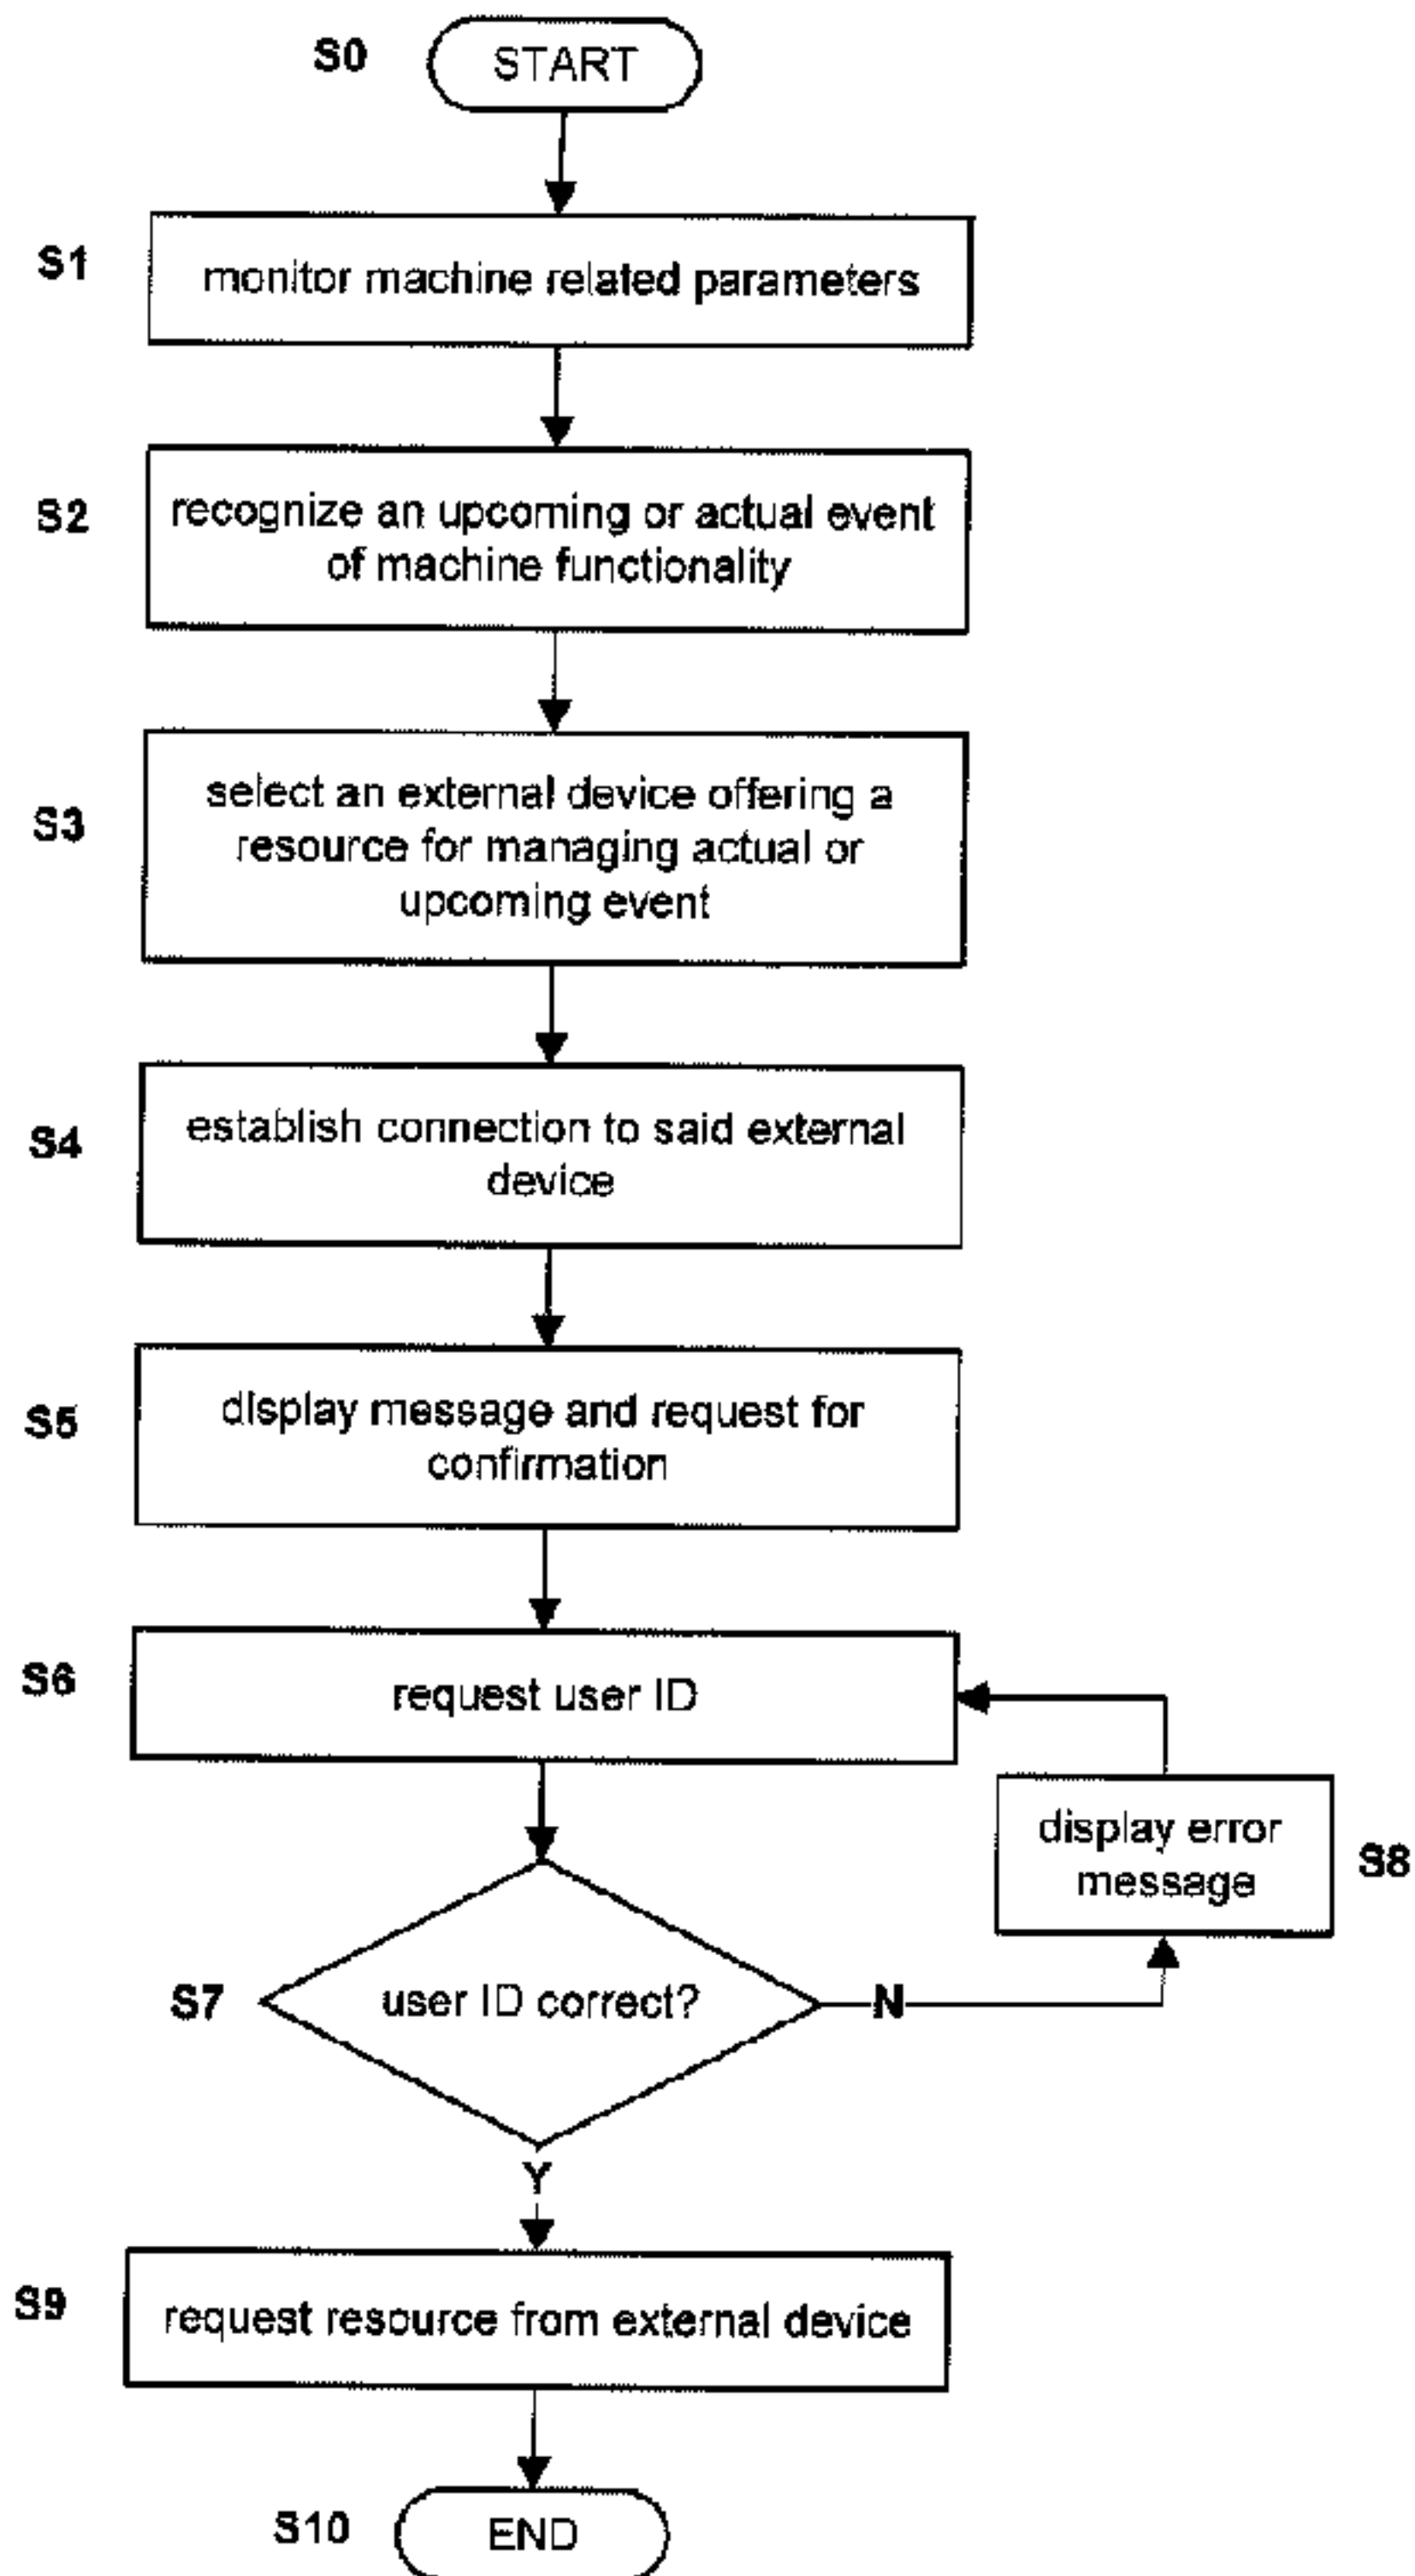 S0
START
S1
monitor machine related parameters
S2
recognize an upcoming or actual event
of machine functionality
S3
select an external device offering a
resource for managing actual or
upcoming event
S4
establish connection to said external
device
S5
display message and request for
confirmation
S6
request user ID
display error
message
S8
S7
user ID correct?
N
Y
S9
request resource from external device
S10
END